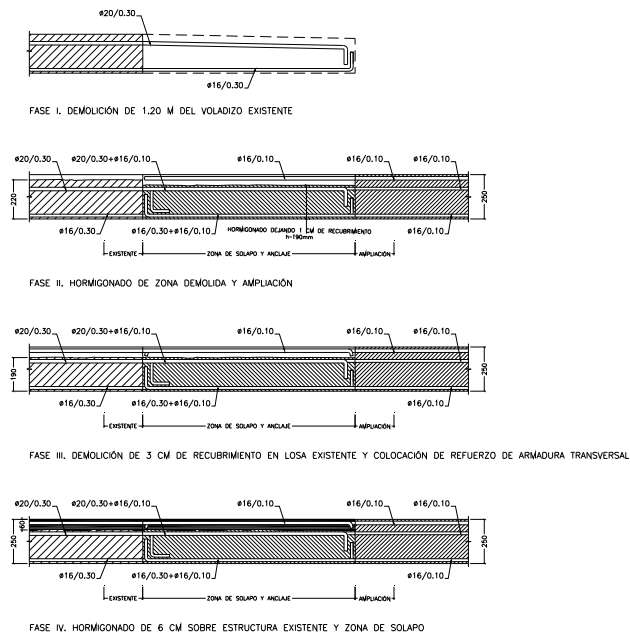 ø20/0.30
ø16/0.30
FASE I. DEMOLICIÓN DE 1.20 M DEL VOLADIZO EXISTENTE
ø20/0.30 ø20/0.30+ø16/0.10 ø16/0.10 ø16/0.10 ø16/0.10
220
250
HORMIGONADO DEJANDO 1 CM DE RECUBRIMIENTO
h=190mm
ø16/0.30 ø16/0.30+ø16/0.10 ø16/0.10
EXISTENTE ZONA DE SOLAPO Y ANCLAJE AMPLIACIÓN
FASE II. HORMIGONADO DE ZONA DEMOLIDA Y AMPLIACIÓN
ø20/0.30 ø20/0.30+ø16/0.10 ø16/0.10 ø16/0.10 ø16/0.10
190
250
ø16/0.30 ø16/0.30+ø16/0.10 ø16/0.10
EXISTENTE ZONA DE SOLAPO Y ANCLAJE AMPLIACIÓN
FASE III. DEMOLICIÓN DE 3 CM DE RECUBRIMIENTO EN LOSA EXISTENTE Y COLOCACIÓN DE REFUERZO DE ARMADURA TRANSVERSAL
ø20/0.30 ø20/0.30+ø16/0.10 ø16/0.10 ø16/0.10 ø16/0.10
60
250
250
ø16/0.30 ø16/0.30+ø16/0.10 ø16/0.10
EXISTENTE ZONA DE SOLAPO Y ANCLAJE AMPLIACIÓN
FASE IV. HORMIGONADO DE 6 CM SOBRE ESTRUCTURA EXISTENTE Y ZONA DE SOLAPO